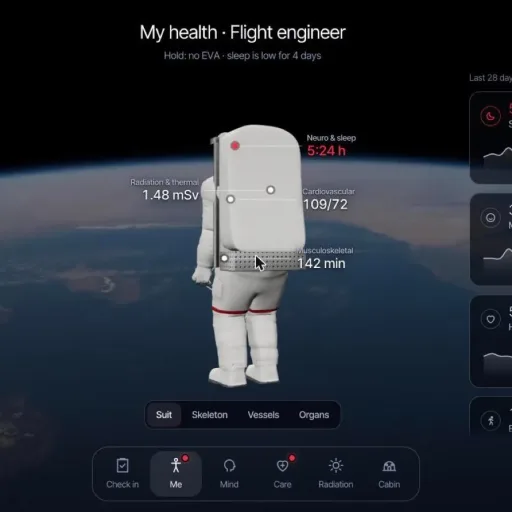 My health · Flight engineer
Hold: no EVA · sleep is low for 4 days
Last 28 day
Neuro & sleep
5:24 h
Radiation & thermal
1.48 mSv
Cardiovascular
109/72
Musculoskeletal
142 min
Suit
Skeleton
Vessels
Organs
Check in
Me
Mind
Care
Radiation
Cabin